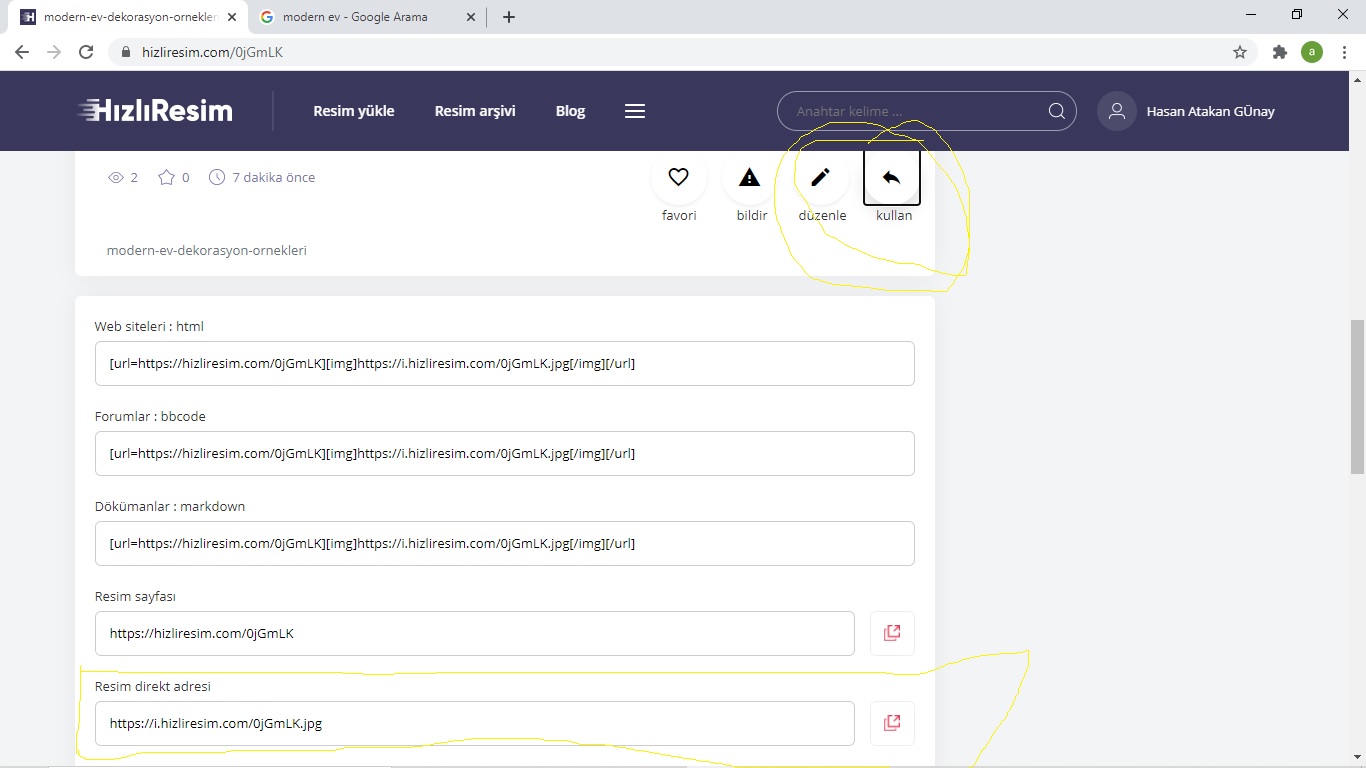 modern-ev-dekorasyon-ornekler
modern ev - Google Arama
hizliresim.com/0jGmLK
a
HızlıResim
Resim yükle
Resim arşivi
Blog
Anahtar kelime ...
Hasan Atakan GÜnay
2
0
7 dakika önce
favori
bildir
düzenle
kullan
modern-ev-dekorasyon-ornekleri
Web siteleri : html
[url=https://hizliresim.com/0jGmLK][img]https://i.hizliresim.com/0jGmLK.jpg[/img][/url]
Forumlar : bbcode
[url=https://hizliresim.com/0jGmLK][img]https://i.hizliresim.com/0jGmLK.jpg[/img][/url]
Dökümanlar : markdown
[url=https://hizliresim.com/0jGmLK][img]https://i.hizliresim.com/0jGmLK.jpg[/img][/url]
Resim sayfası
https://hizliresim.com/0jGmLK
Resim direkt adresi
https://i.hizliresim.com/0jGmLK.jpg